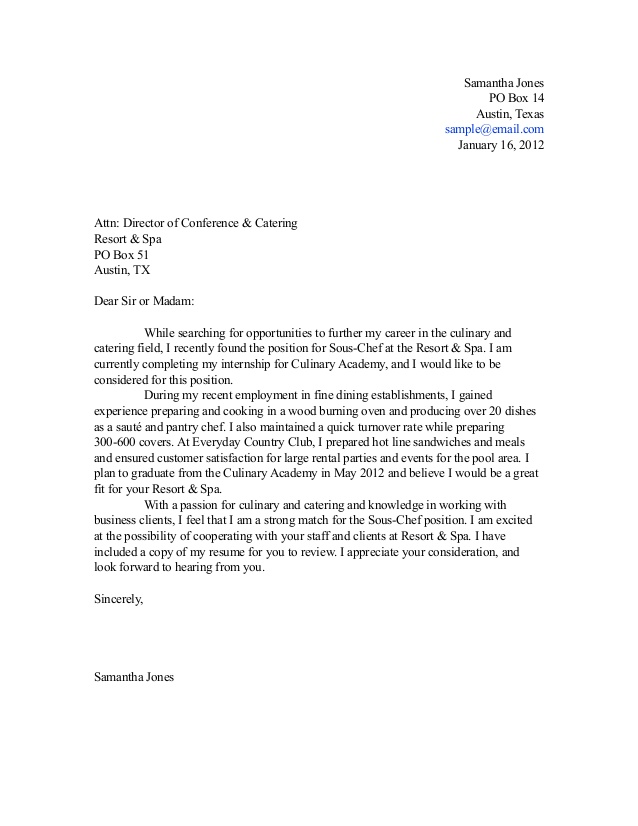 Samantha Jones
PO Box 14
Austin, Texas
sample@email.com
January 16, 2012
Attn: Director of Conference & Catering
Resort & Spa
PO Box 51
Austin, TX
Dear Sir or Madam:
While searching for opportunities to further my career in the culinary and
catering field, I recently found the position for Sous-Chef at the Resort & Spa. I am
currently completing my internship for Culinary Academy, and I would like to be
considered for this position.
During my recent employment in fine dining establishments, I gained
experience preparing and cooking in a wood burning oven and producing over 20 dishes
as a sauté and pantry chef. I also maintained a quick turnover rate while preparing
300-600 covers. At Everyday Country Club, I prepared hot line sandwiches and meals
and ensured customer satisfaction for large rental parties and events for the pool area. I
plan to graduate from the Culinary Academy in May 2012 and believe I would be a great
fit for your Resort & Spa.
With a passion for culinary and catering and knowledge in working with
business clients, I feel that I am a strong match for the Sous-Chef position. I am excited
at the possibility of cooperating with your staff and clients at Resort & Spa. I have
included a copy of my resume for you to review. I appreciate your consideration, and
look forward to hearing from you.
Sincerely,
Samantha Jones